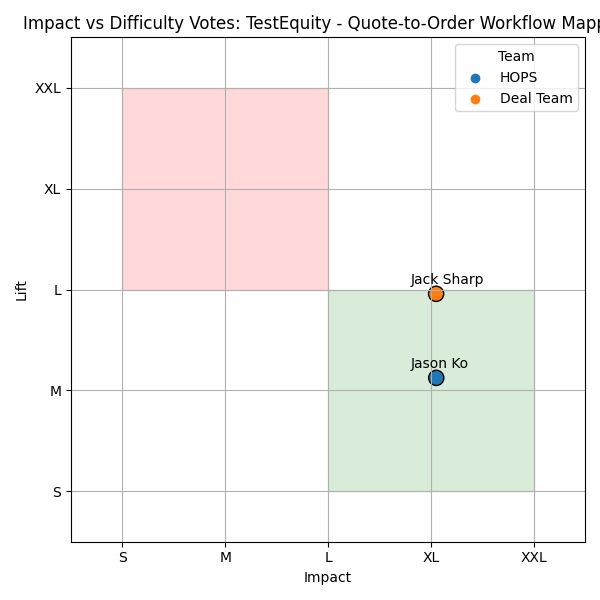 Impact vs Difficulty Votes: TestEquity - Quote-to-Order Workflow Mapp
Team
HOPS
Deal Team
XXL
XL
L
M
S
Lift
Jack Sharp
Jason Ko
S
M
L
XL
XXL
Impact